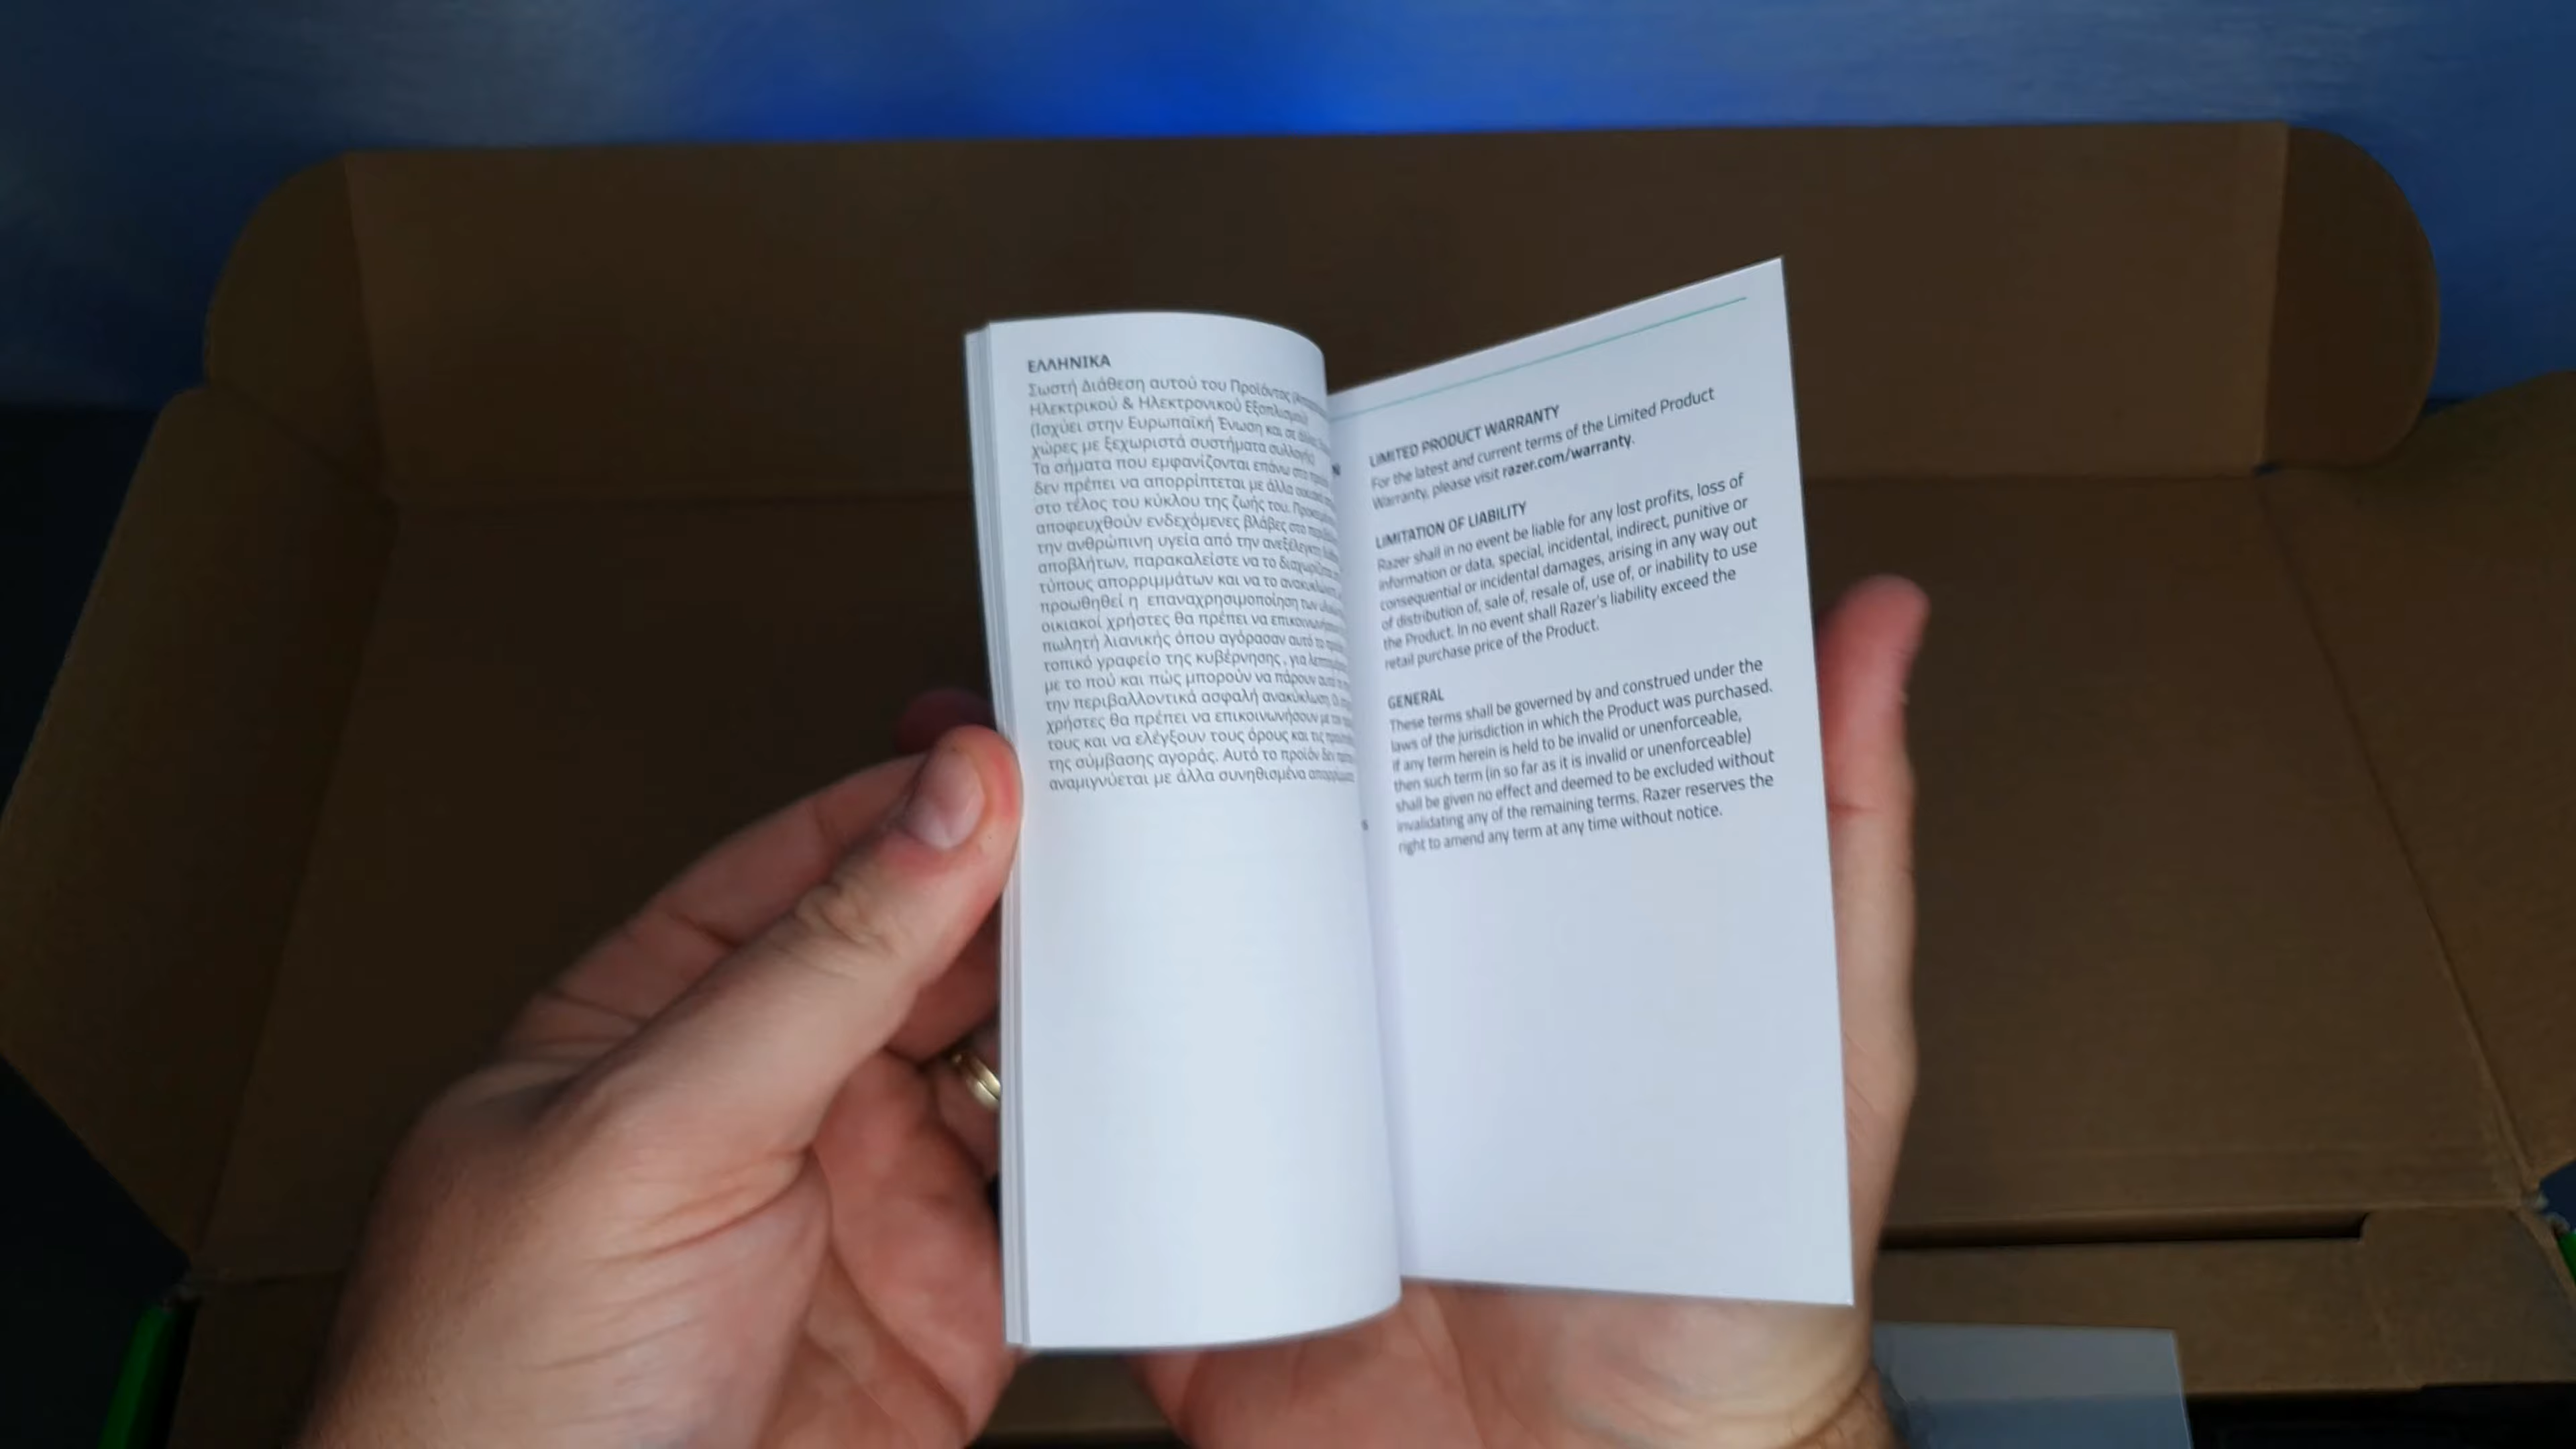 ΕΛΛΗΝΙΚΑ
Σωστή Διάθεση αυτού του Προϊόντος
Ηλεκτρικού & Ηλεκτρονικού Εξοπλισμού)
(Ισχύει στην Ευρωπαϊκή Ένωση και σε
χώρες με ξεχωριστά συστήματα συλλογής)
Τα σήματα που εμφανίζονται επάνω στο
δεν πρέπει να απορρίπτεται με άλλα
στο τέλος του κύκλου της ζωής του.
αποφευχθούν ενδεχόμενες βλάβες στο
την ανθρώπινη υγεία από την ανεξέλεγκτη
αποβλήτων, παρακαλείστε να το
τύπους απορριμμάτων και να το
προωθηθεί η επαναχρησιμοποίηση των
οικιακοί χρήστες θα πρέπει να
πωλητή λιανικής όπου αγόρασαν αυτό το
τοπικό γραφείο της κυβέρνησης, για
με το πού και πώς μπορούν να πάρουν
την περιβαλλοντικά ασφαλή ανακύκλωση.
χρήστες θα πρέπει να επικοινωνήσουν με
τους και να ελέγξουν τους όρους και τις
της σύμβασης αγοράς. Αυτό το προϊόν δεν
αναμιγνύεται με άλλα συνηθισμένα
LIMITED PRODUCT WARRANTY
For the latest and current terms of the Limited Product
Warranty, please visit razer.com/warranty.
LIMITATION OF LIABILITY
Razer shall in no event be liable for any lost profits, loss of
information or data, special, incidental, indirect, punitive or
consequential or incidental damages, arising in any way out
of distribution of, sale of, resale of, use of, or inability to use
the Product. In no event shall Razer's liability exceed the
retail purchase price of the Product.
GENERAL
These terms shall be governed by and construed under the
laws of the jurisdiction in which the Product was purchased.
If any term herein is held to be invalid or unenforceable,
then such term (in so far as it is invalid or unenforceable)
shall be given no effect and deemed to be excluded without
invalidating any of the remaining terms. Razer reserves the
right to amend any term at any time without notice.